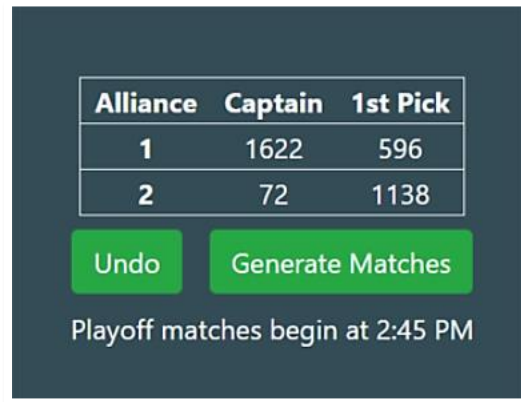 Alliance Captain 1st Pick
1 1622 596
2 72 1138
Undo Generate Matches
Playoff matches begin at 2:45 PM